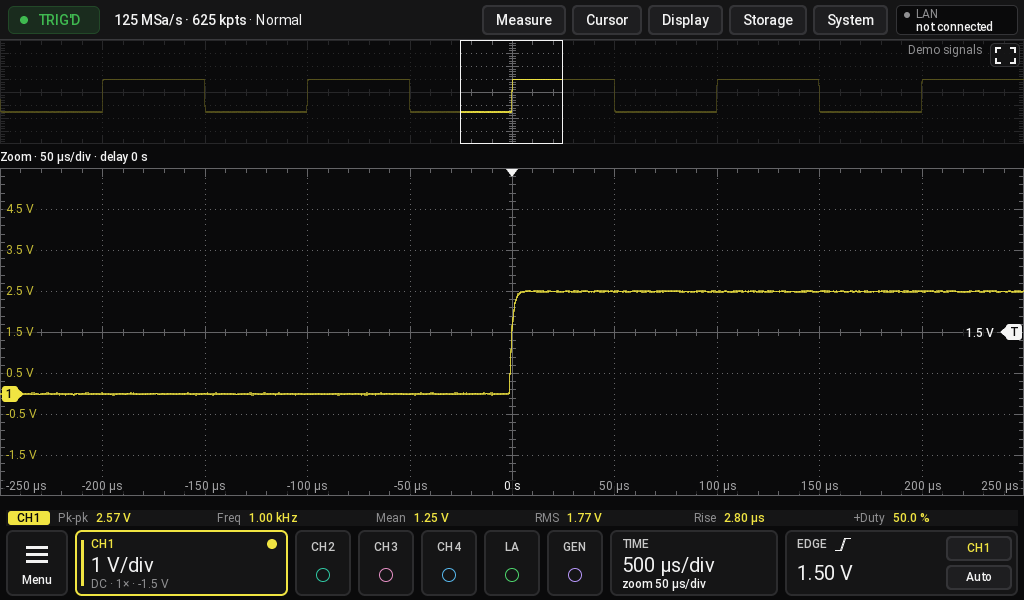 TRIG'D
125 MSa/s · 625 kpts · Normal
Measure
Cursor
Display
Storage
System
LAN
not connected
Demo signals
Zoom · 50 µs/div · delay 0 s
4.5 V
3.5 V
2.5 V
1.5 V
1.5 V
T
0.5 V
1
-0.5 V
-1.5 V
-250 µs
-200 µs
-150 µs
-100 µs
-50 µs
0 s
50 µs
100 µs
150 µs
200 µs
250 µs
CH1 Pk-pk 2.57 V Freq 1.00 kHz Mean 1.25 V RMS 1.77 V Rise 2.80 µs +Duty 50.0 %
Menu
CH1
1 V/div
DC · 1× · -1.5 V
CH2
CH3
CH4
LA
GEN
TIME
500 µs/div
zoom 50 µs/div
EDGE
1.50 V
CH1
Auto